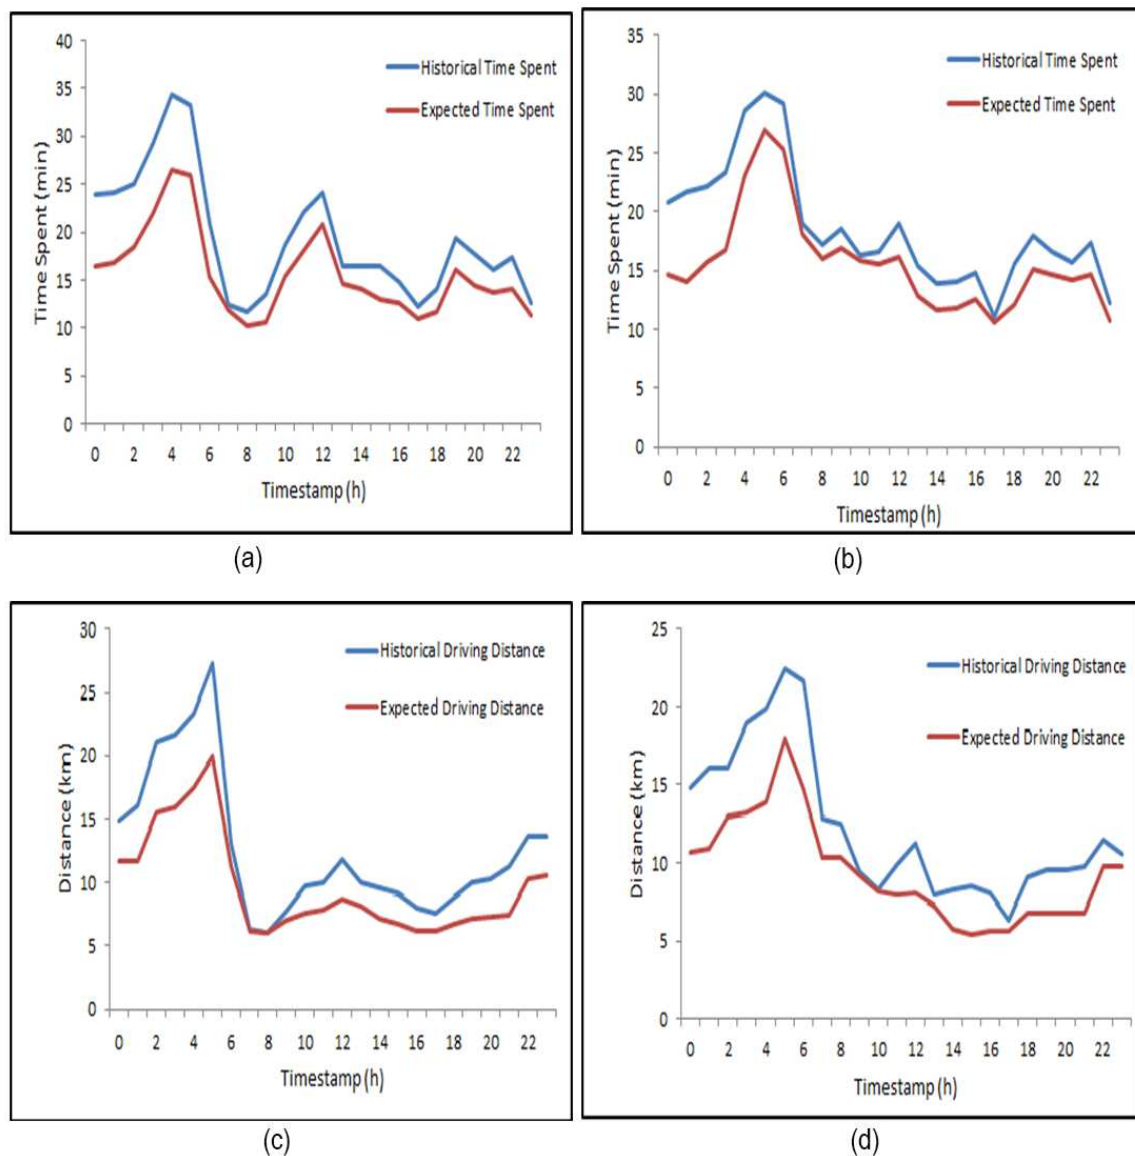 40
35
30
25
20
15
10
5
0
Time Spent (min)
Historical Time Spent
Expected Time Spent
0 2 4 6 8 10 12 14 16 18 20 22
Timestamp (h)
(a)
35
30
25
20
15
10
5
0
Time Spent (min)
Historical Time Spent
Expected Time Spent
0 2 4 6 8 10 12 14 16 18 20 22
Timestamp (h)
(b)
30
25
20
15
10
5
0
Distance (km)
Historical Driving Distance
Expected Driving Distance
0 2 4 6 8 10 12 14 16 18 20 22
Timestamp (h)
(c)
25
20
15
10
5
0
Distance (km)
Historical Driving Distance
Expected Driving Distance
0 2 4 6 8 10 12 14 16 18 20 22
Timestamp (h)
(d)